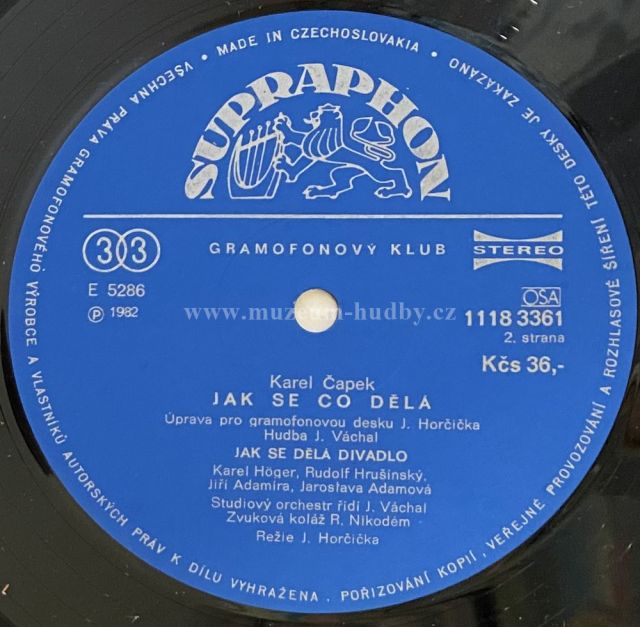 VŠECHNA PRÁVA GRAMOFONOVÉHO VÝROBCE A VLASTNÍKŮ AUTORSKÝCH PRÁV K DÍLU VYHRAŽENA. POŘIZOVÁNÍ KOPIÍ, VEŘEJNÉ PROVOZOVÁNÍ A ROZHLASOVÉ ŠÍŘENÍ TÉTO DESKY JE ZAKÁZÁNO • MADE IN CZECHOSLOVAKIA •
SUPRAPHON
33 GRAMOFONOVÝ KLUB STEREO
E 5286
Ⓟ 1982
OSA
www.muzeum-hudby.cz
1118 3361
2. strana
Kčs 36,-
Karel Čapek
JAK SE CO DĚLÁ
Úprava pro gramofonovou desku J. Horčička
Hudba J. Váchal
JAK SE DĚLÁ DIVADLO
Karel Höger, Rudolf Hrušínský,
Jiří Adamíra, Jaroslava Adamová
Studiový orchestr řídí J. Váchal
Zvuková koláž R. Nikodém
Režie J. Horčička